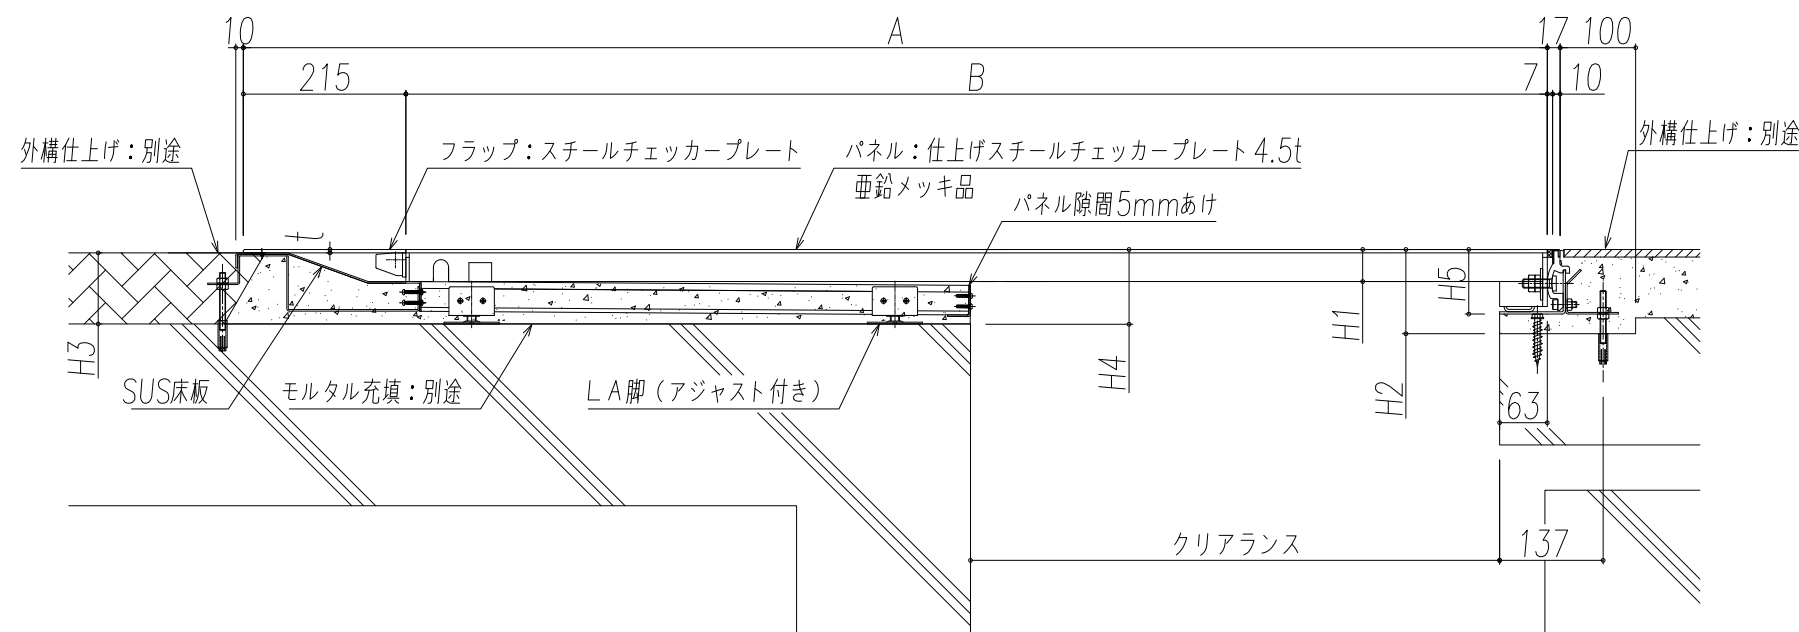 10
A
17
100
215
B
7
10
外構仕上げ：別途
フラップ：スチールチェッカープレート
パネル：仕上げスチールチェッカープレート 4.5t
亜鉛メッキ品
外構仕上げ：別途
パネル隙間5mmあけ
t
H3
SUS床板
モルタル充填：別途
LA脚（アジャスト付き）
H4
H1
H2
H5
63
クリアランス
137